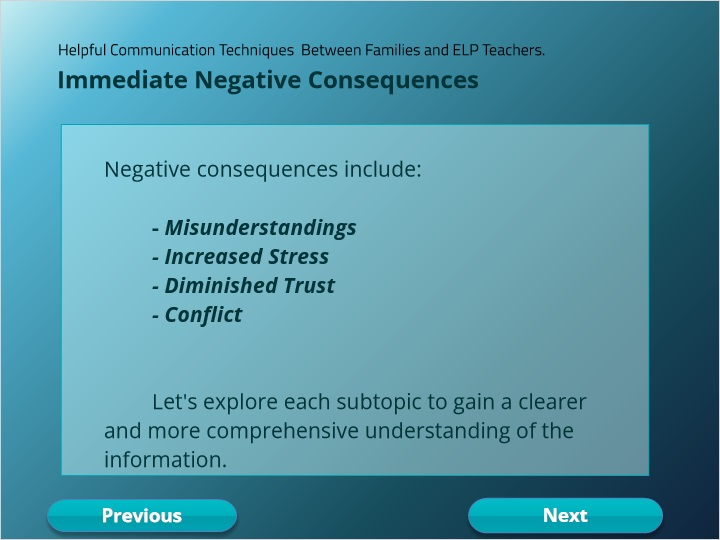 Helpful Communication Techniques  Between Families and ELP Teachers.
Immediate Negative Consequences
Negative consequences include:
- Misunderstandings
- Increased Stress
- Diminished Trust
- Conflict
Let's explore each subtopic to gain a clearer
and more comprehensive understanding of the
information.
Previous
Next